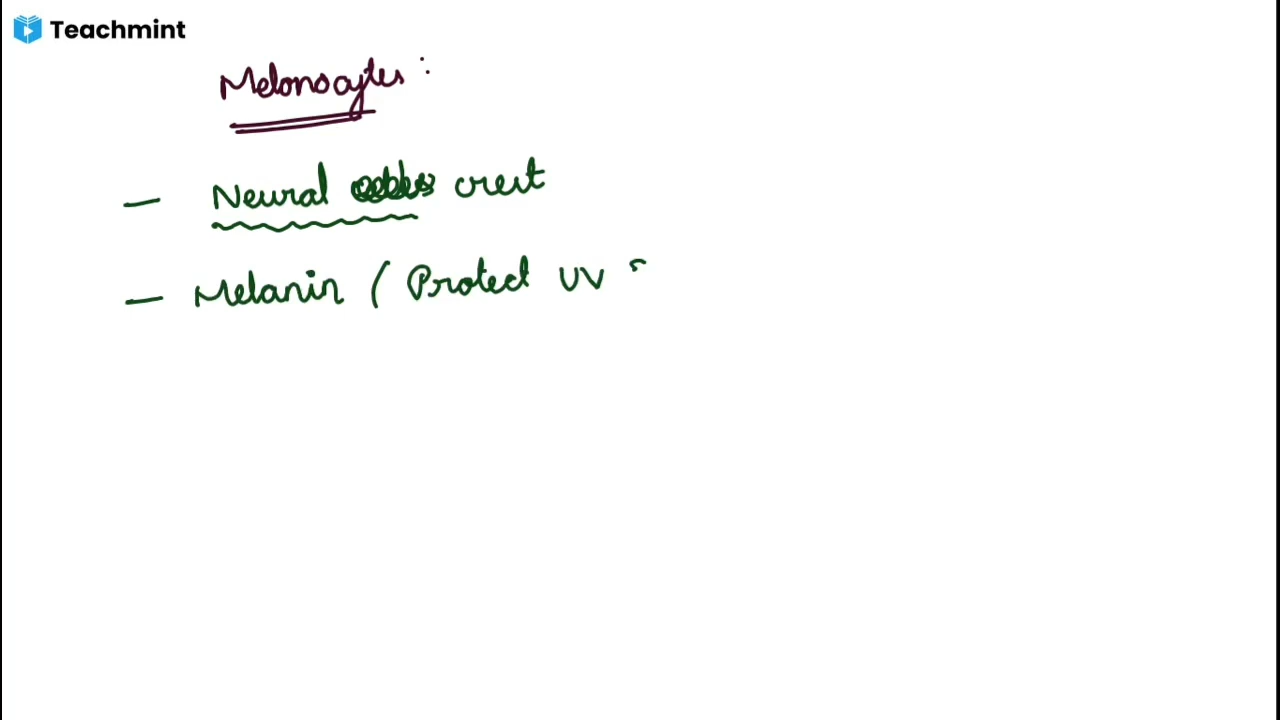 Teachmint
Melonocytes :
— Neural crest
— Melanin ( Protect UV